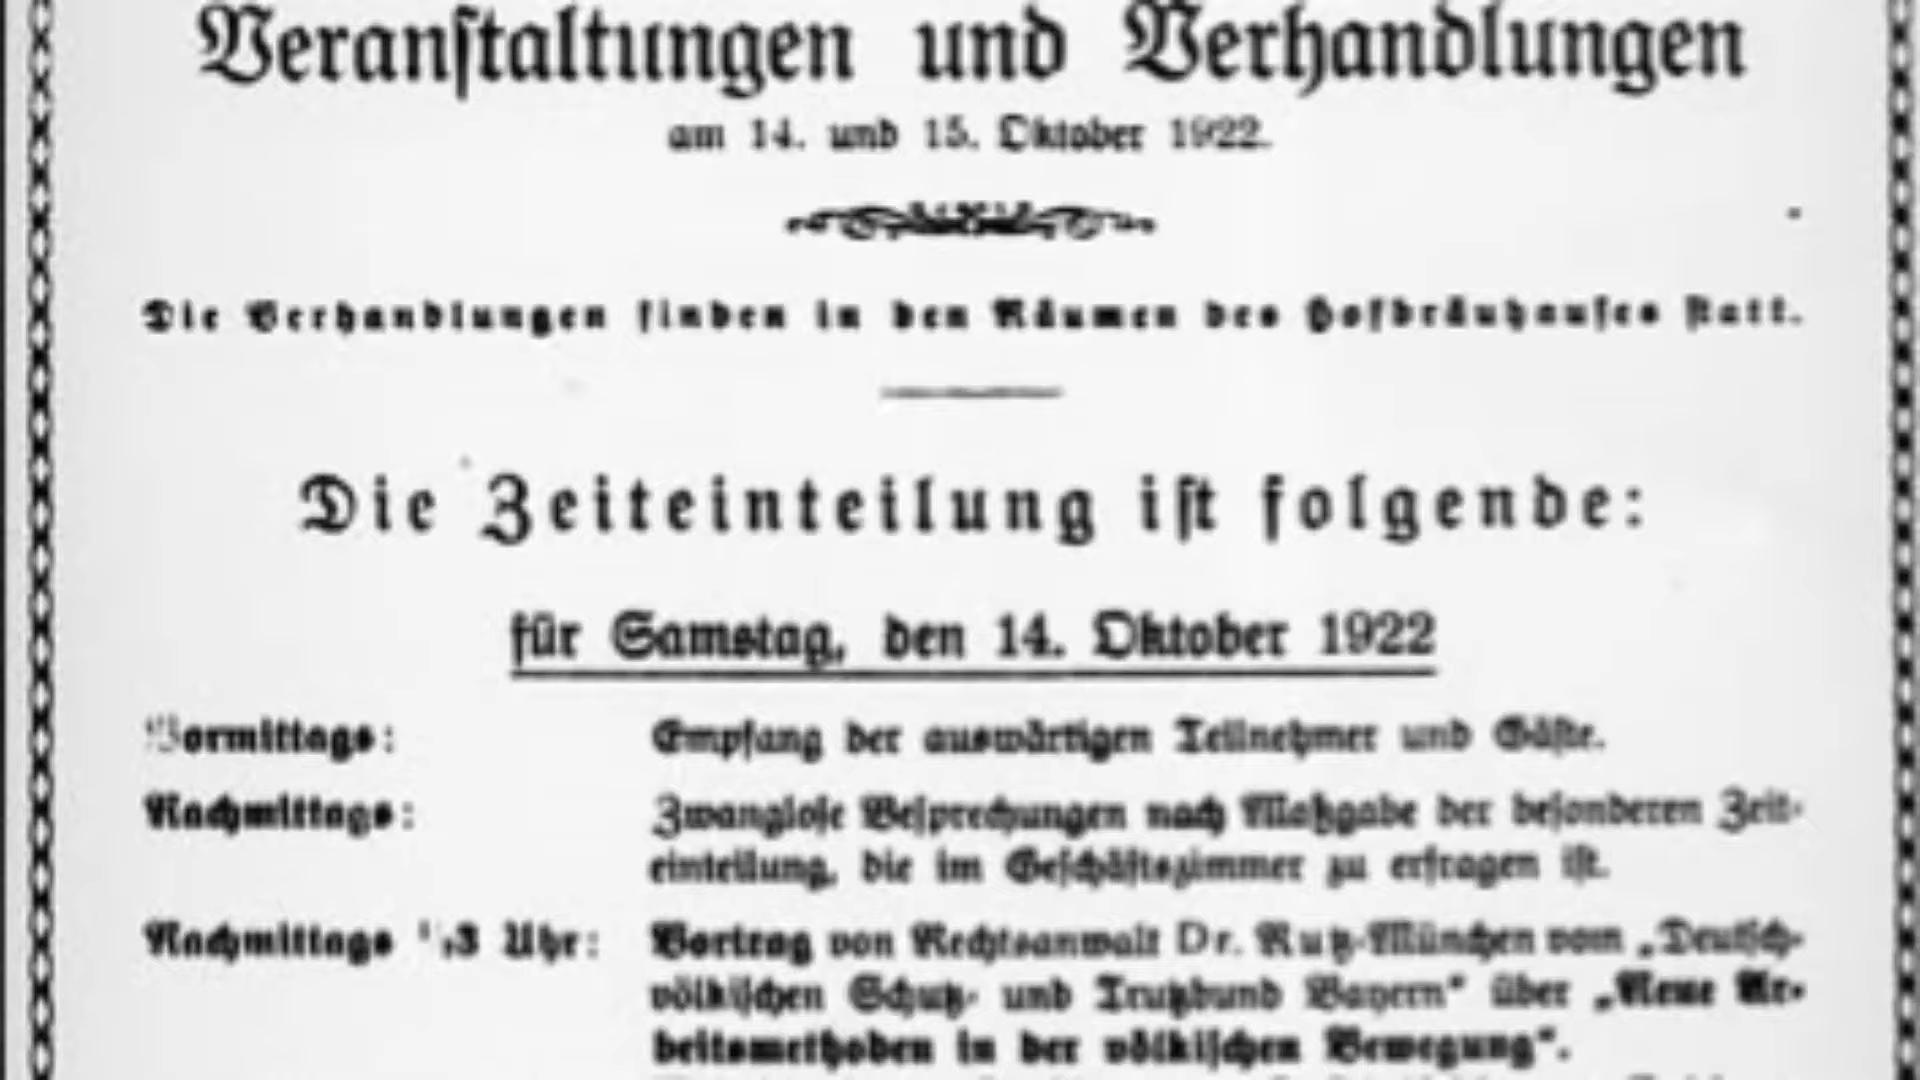 Veranstaltungen und Verhandlungen
am 14. und 15. Oktober 1922.
Die Verhandlungen finden in den Räumen des Hofbräuhauses statt.
Die Zeiteinteilung ist folgende:
für Samstag, den 14. Oktober 1922
Vormittags: Empfang der auswärtigen Teilnehmer und Gäste.
Nachmittags: Zwanglose Besprechungen nach Maßgabe der besonderen Zeit-
einteilung, die im Geschäftszimmer zu erfragen ist.
Nachmittags 1/23 Uhr: Vortrag von Rechtsanwalt Dr. Rutz-München vom „Deutsch-
völkischen Schutz- und Trutzbund Bayern“ über „Neue Ar-
beitsmethoden in der völkischen Bewegung“.